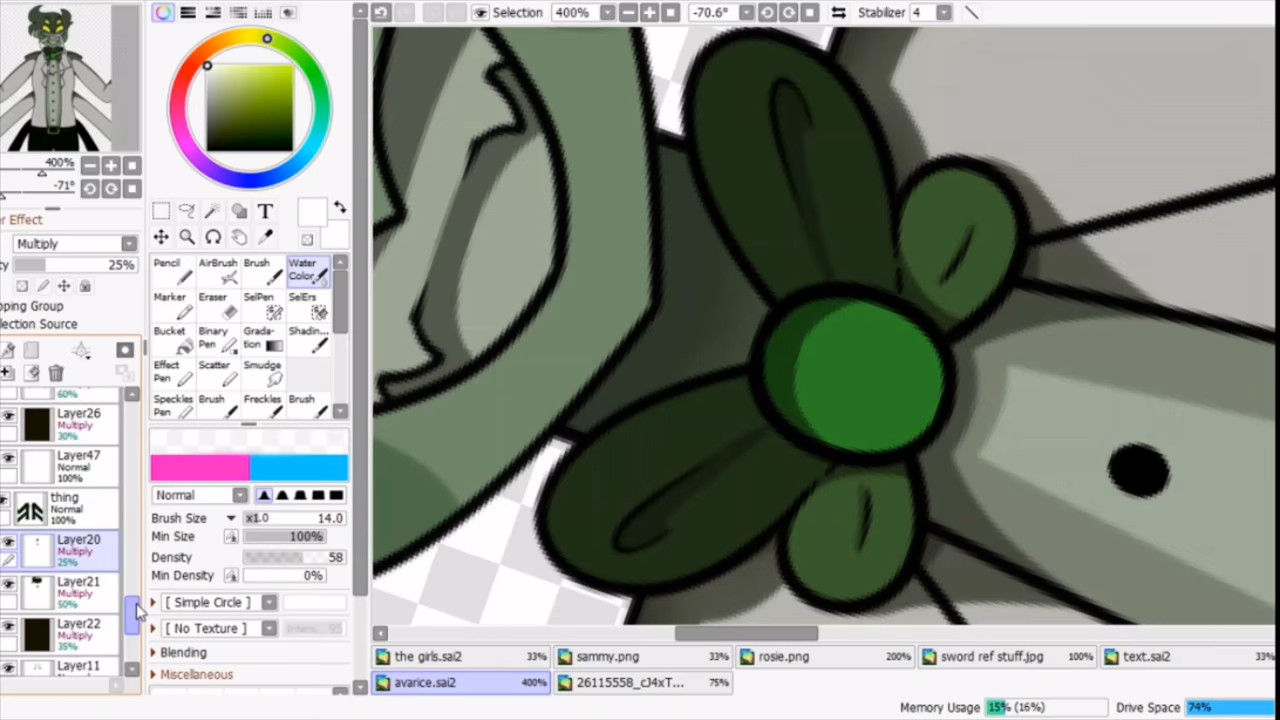 Selection 400% -70.6° Stabilizer 4
400%
-71°
r Effect
Multiply
ty 25%
pping Group
lection Source
60%
Layer26
Multiply
30%
Layer47
Normal
100%
thing
Normal
100%
Layer20
Multiply
25%
Layer21
Multiply
50%
Layer22
Multiply
35%
Layer11
T
Pencil AirBrush Brush Water Color
Marker Eraser SelPen SelErs
Bucket Binary Pen Grada-tion Shadin...
Effect Pen Scatter Smudge
Speckles Pen Brush Freckles Brush
Normal
Brush Size x1.0 14.0
Min Size 100%
Density 58
Min Density 0%
[ Simple Circle ]
[ No Texture ] 95
Blending
Miscellaneous
the girls.sai2 33% sammy.png 33% rosie.png 200% sword ref stuff.jpg 100% text.sai2 33%
avarice.sai2 400% 26115558_cJ4xT... 75%
Memory Usage 15% (16%) Drive Space 74%